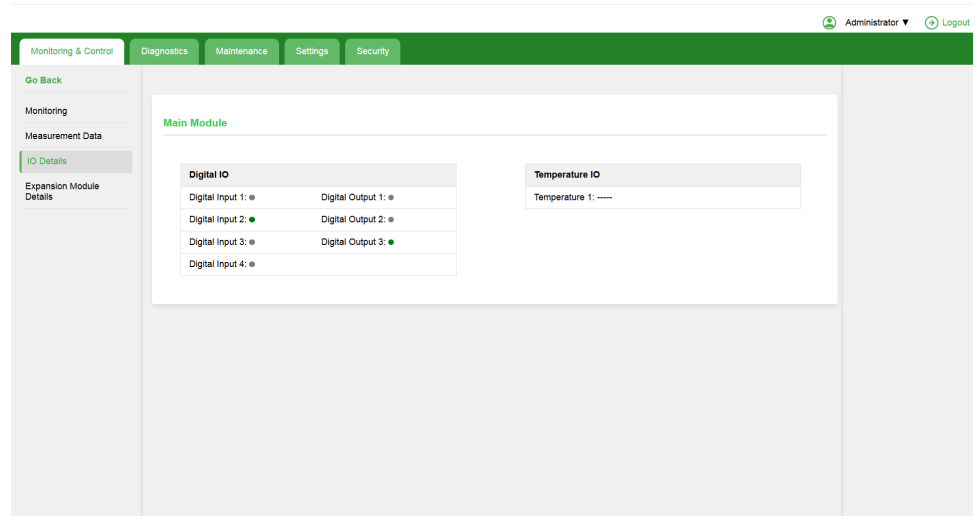 Administrator ▼ Logout
Monitoring & Control Diagnostics Maintenance Settings Security
Go Back
Monitoring
Measurement Data
IO Details
Expansion Module
Details
Main Module
Digital IO
Digital Input 1: Digital Output 1:
Digital Input 2: Digital Output 2:
Digital Input 3: Digital Output 3:
Digital Input 4:
Temperature IO
Temperature 1: -----